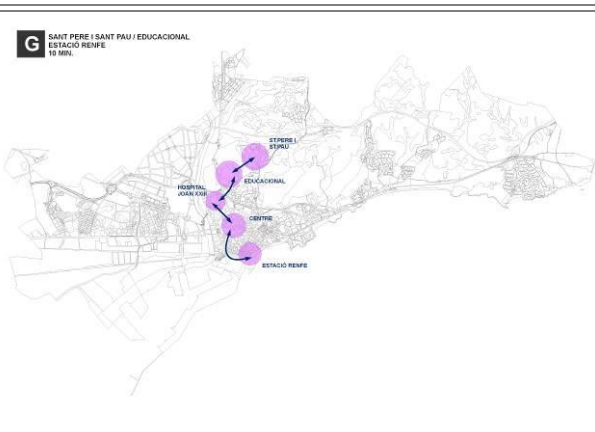 G
SANT PERE I SANT PAU / EDUCACIONAL
ESTACIÓ RENFE
10 MIN.
ST.PERE I
ST.PAU
EDUCACIONAL
HOSPITAL
JOAN XXIII
CENTRE
ESTACIÓ RENFE